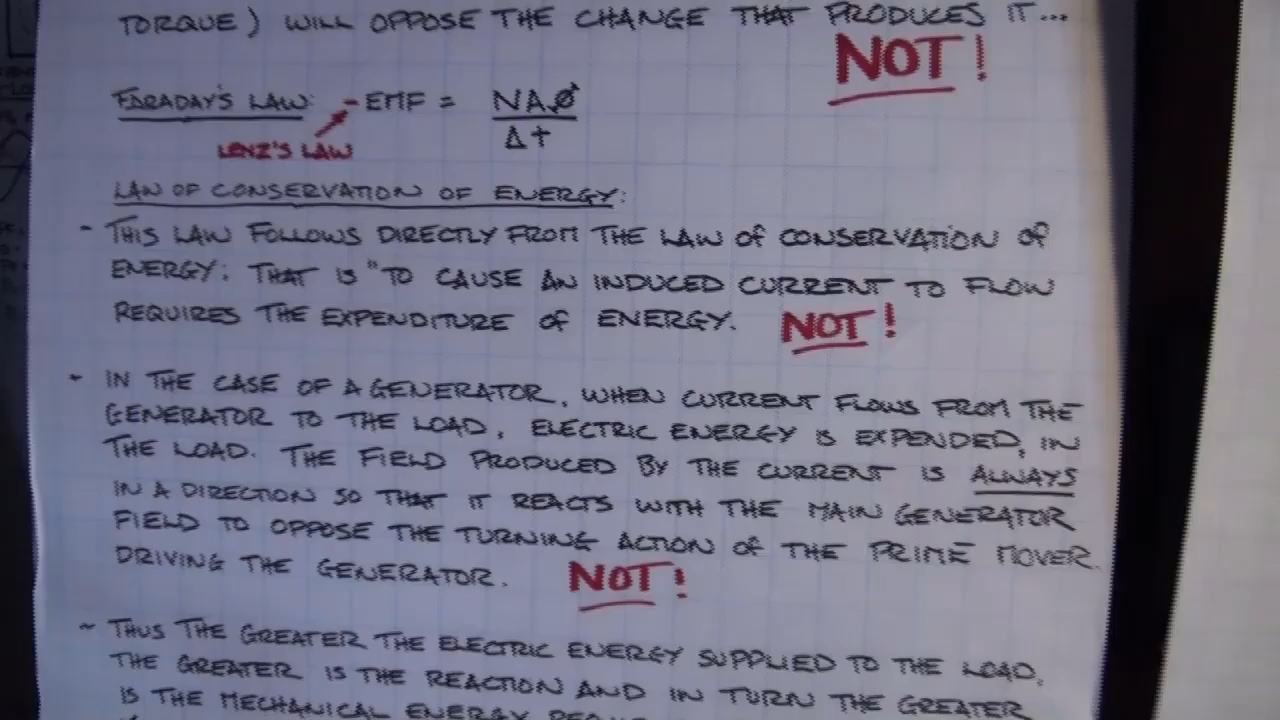 TORQUE) WILL OPPOSE THE CHANGE THAT PRODUCES IT...
NOT!
FARADAY'S LAW: - EMF = NΔø
Δt
LENZ'S LAW
LAW OF CONSERVATION OF ENERGY:
- THIS LAW FOLLOWS DIRECTLY FROM THE LAW OF CONSERVATION OF
ENERGY: THAT IS "TO CAUSE AN INDUCED CURRENT TO FLOW
REQUIRES THE EXPENDITURE OF ENERGY. NOT!
- IN THE CASE OF A GENERATOR, WHEN CURRENT FLOWS FROM THE
GENERATOR TO THE LOAD, ELECTRIC ENERGY IS EXPENDED, IN
THE LOAD. THE FIELD PRODUCED BY THE CURRENT IS ALWAYS
IN A DIRECTION SO THAT IT REACTS WITH THE MAIN GENERATOR
FIELD TO OPPOSE THE TURNING ACTION OF THE PRIME MOVER
DRIVING THE GENERATOR. NOT!
~ THUS THE GREATER THE ELECTRIC ENERGY SUPPLIED TO THE LOAD,
THE GREATER IS THE REACTION AND IN TURN THE GREATER
IS THE MECHANICAL ENERGY